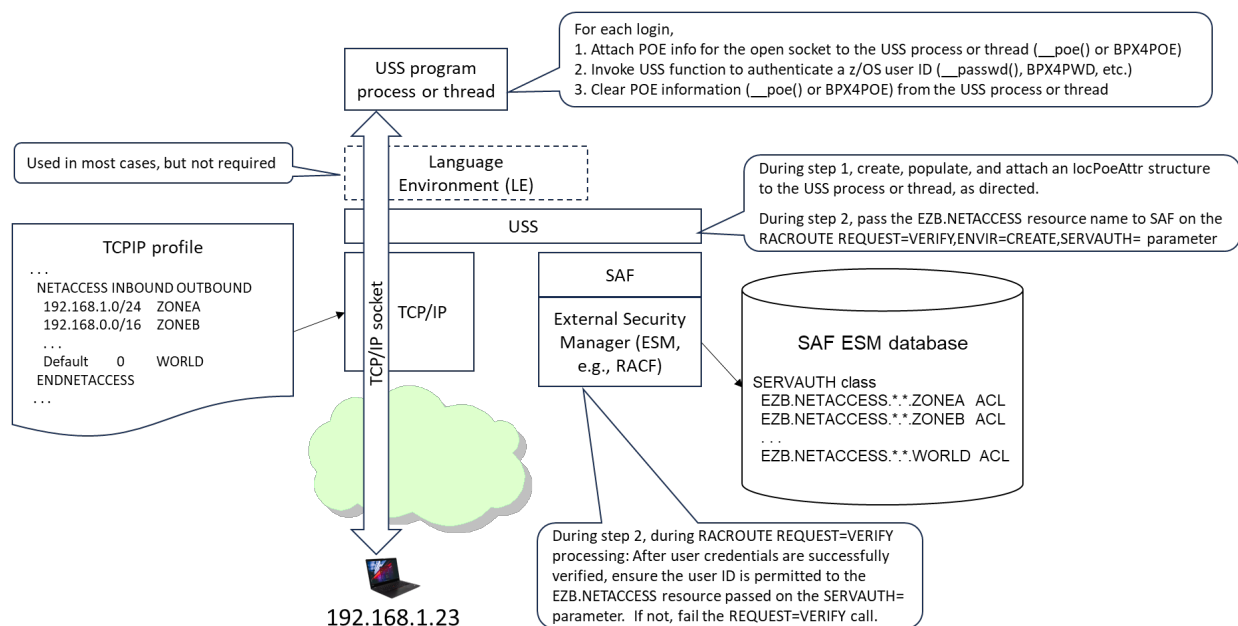 For each login,
1. Attach POE info for the open socket to the USS process or thread (__poe() or BPX4POE)
2. Invoke USS function to authenticate a z/OS user ID (__passwd(), BPX4PWD, etc.)
3. Clear POE information (__poe() or BPX4POE) from the USS process or thread
USS program
process or thread
Used in most cases, but not required
Language
Environment (LE)
During step 1, create, populate, and attach an IocPoeAttr structure
to the USS process or thread, as directed.
During step 2, pass the EZB.NETACCESS resource name to SAF on the
RACROUTE REQUEST=VERIFY,ENVIR=CREATE,SERVAUTH= parameter
USS
TCPIP profile
. . .
NETACCESS INBOUND OUTBOUND
192.168.1.0/24 ZONEA
192.168.0.0/16 ZONEB
. . .
Default 0 WORLD
ENDNETACCESS
. . .
TCP/IP socket
TCP/IP
SAF
External Security
Manager (ESM,
e.g., RACF)
SAF ESM database
SERVAUTH class
EZB.NETACCESS.*.*.ZONEA ACL
EZB.NETACCESS.*.*.ZONEB ACL
. . .
EZB.NETACCESS.*.*.WORLD ACL
During step 2, during RACROUTE REQUEST=VERIFY
processing: After user credentials are successfully
verified, ensure the user ID is permitted to the
EZB.NETACCESS resource passed on the SERVAUTH=
parameter. If not, fail the REQUEST=VERIFY call.
192.168.1.23